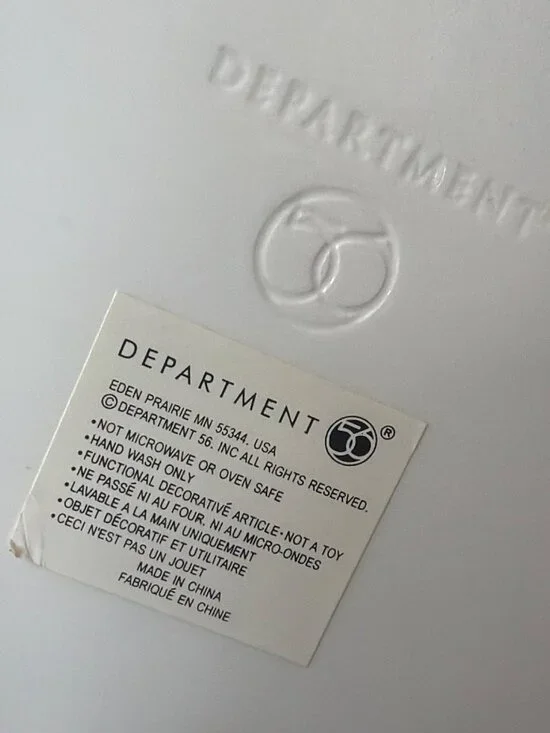 DEPARTMENT
56
DEPARTMENT 56®
EDEN PRAIRIE MN 55344. USA
©DEPARTMENT 56, INC ALL RIGHTS RESERVED.
•NOT MICROWAVE OR OVEN SAFE
•HAND WASH ONLY
•FUNCTIONAL DECORATIVE ARTICLE•NOT A TOY
•NE PASSÉ NI AU FOUR, NI AU MICRO-ONDES
•LAVABLE A LA MAIN UNIQUEMENT
•OBJET DÉCORATIF ET UTILITAIRE
•CECI N'EST PAS UN JOUET
MADE IN CHINA
FABRIQUÉ EN CHINE